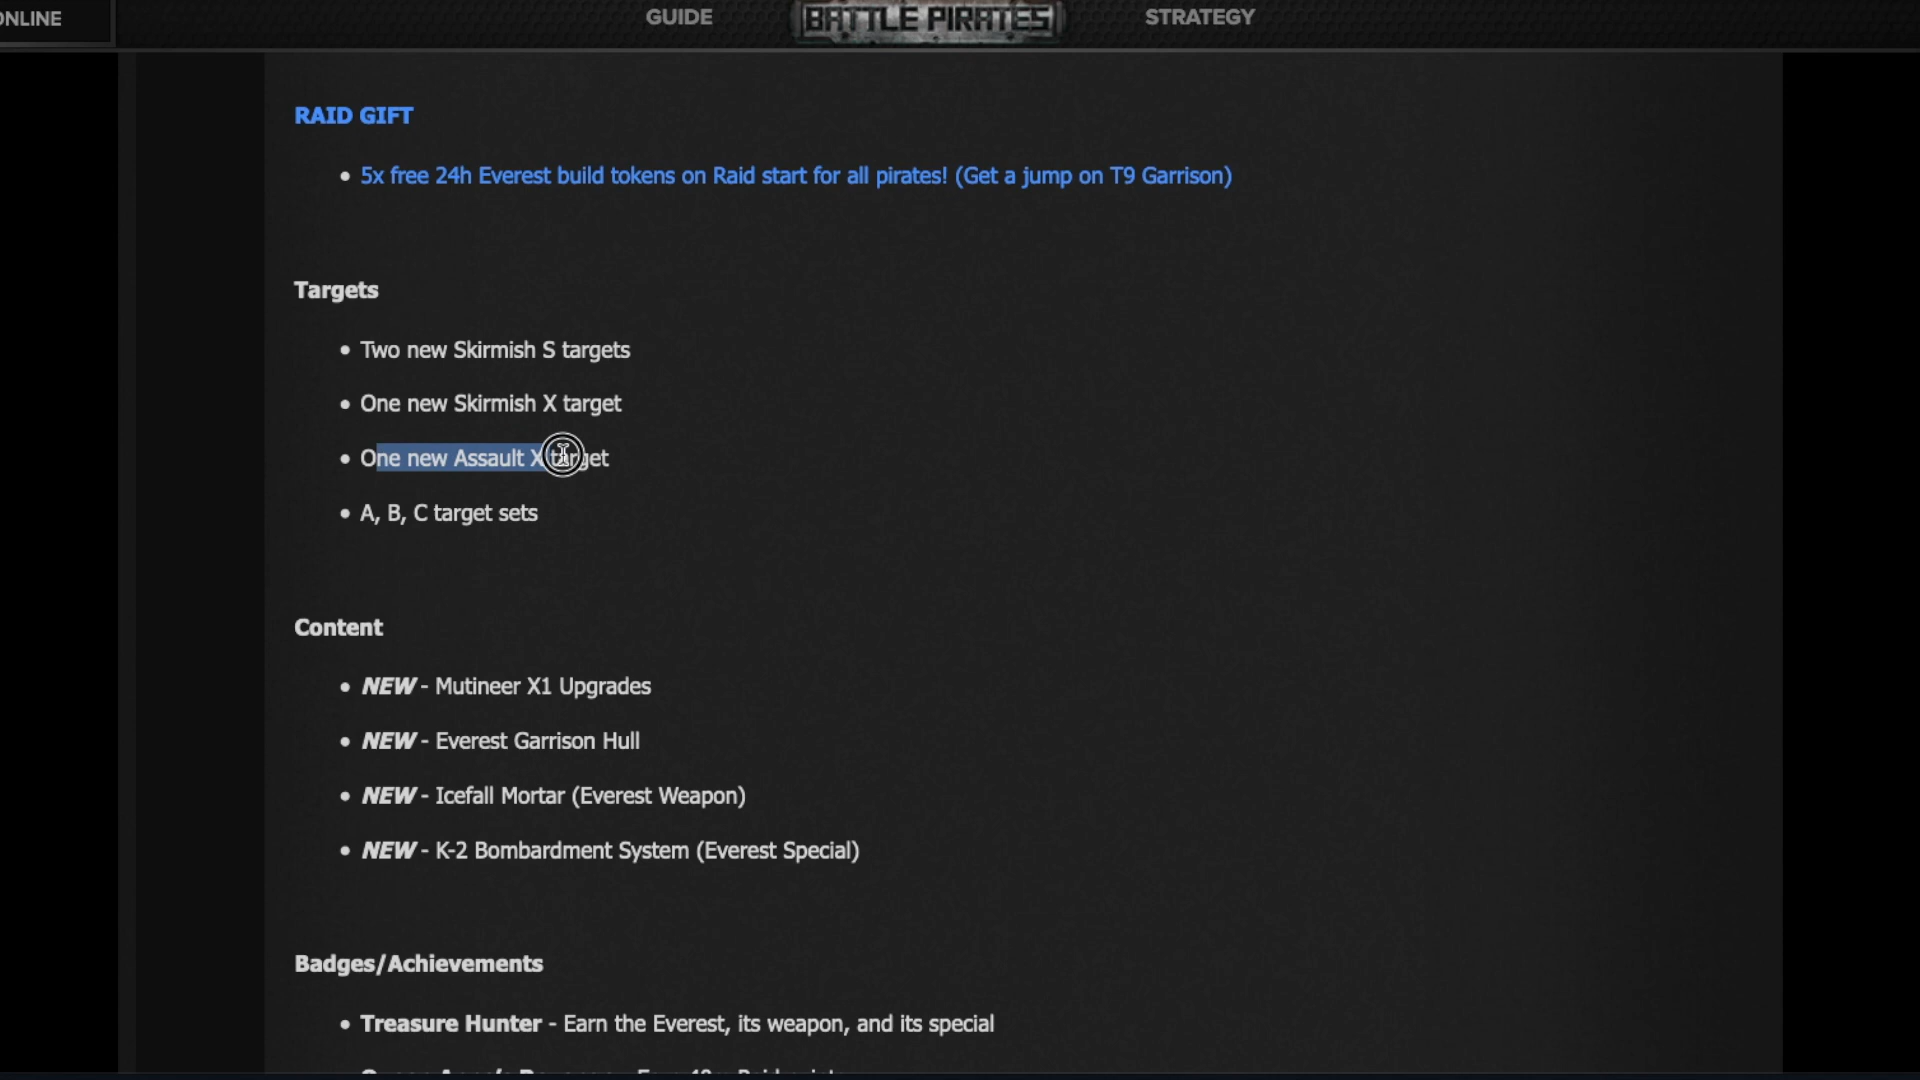 ONLINE
GUIDE
BATTLE PIRATES
STRATEGY
RAID GIFT
• 5x free 24h Everest build tokens on Raid start for all pirates! (Get a jump on T9 Garrison)
Targets
• Two new Skirmish S targets
• One new Skirmish X target
• One new Assault X target
• A, B, C target sets
Content
• NEW - Mutineer X1 Upgrades
• NEW - Everest Garrison Hull
• NEW - Icefall Mortar (Everest Weapon)
• NEW - K-2 Bombardment System (Everest Special)
Badges/Achievements
• Treasure Hunter - Earn the Everest, its weapon, and its special